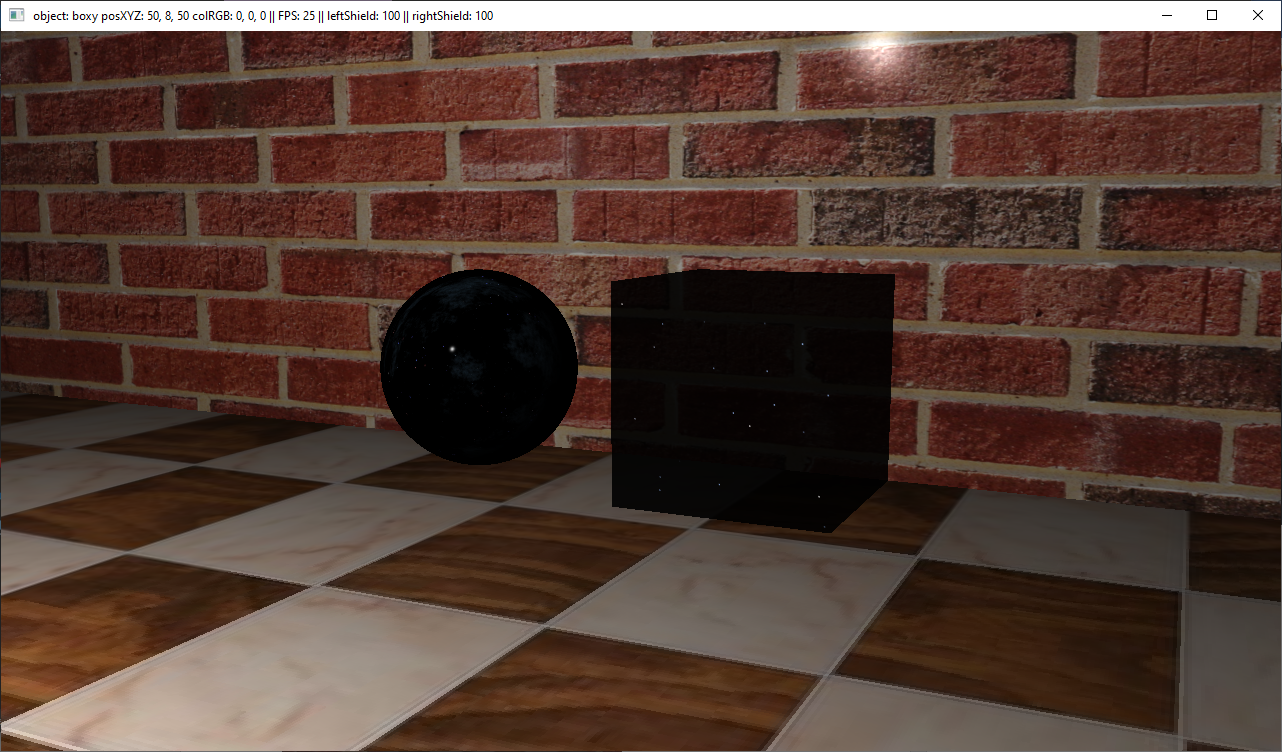 object: boxy posXYZ: 50, 8, 50 colRGB: 0, 0, 0 || FPS: 25 || leftShield: 100 || rightShield: 100